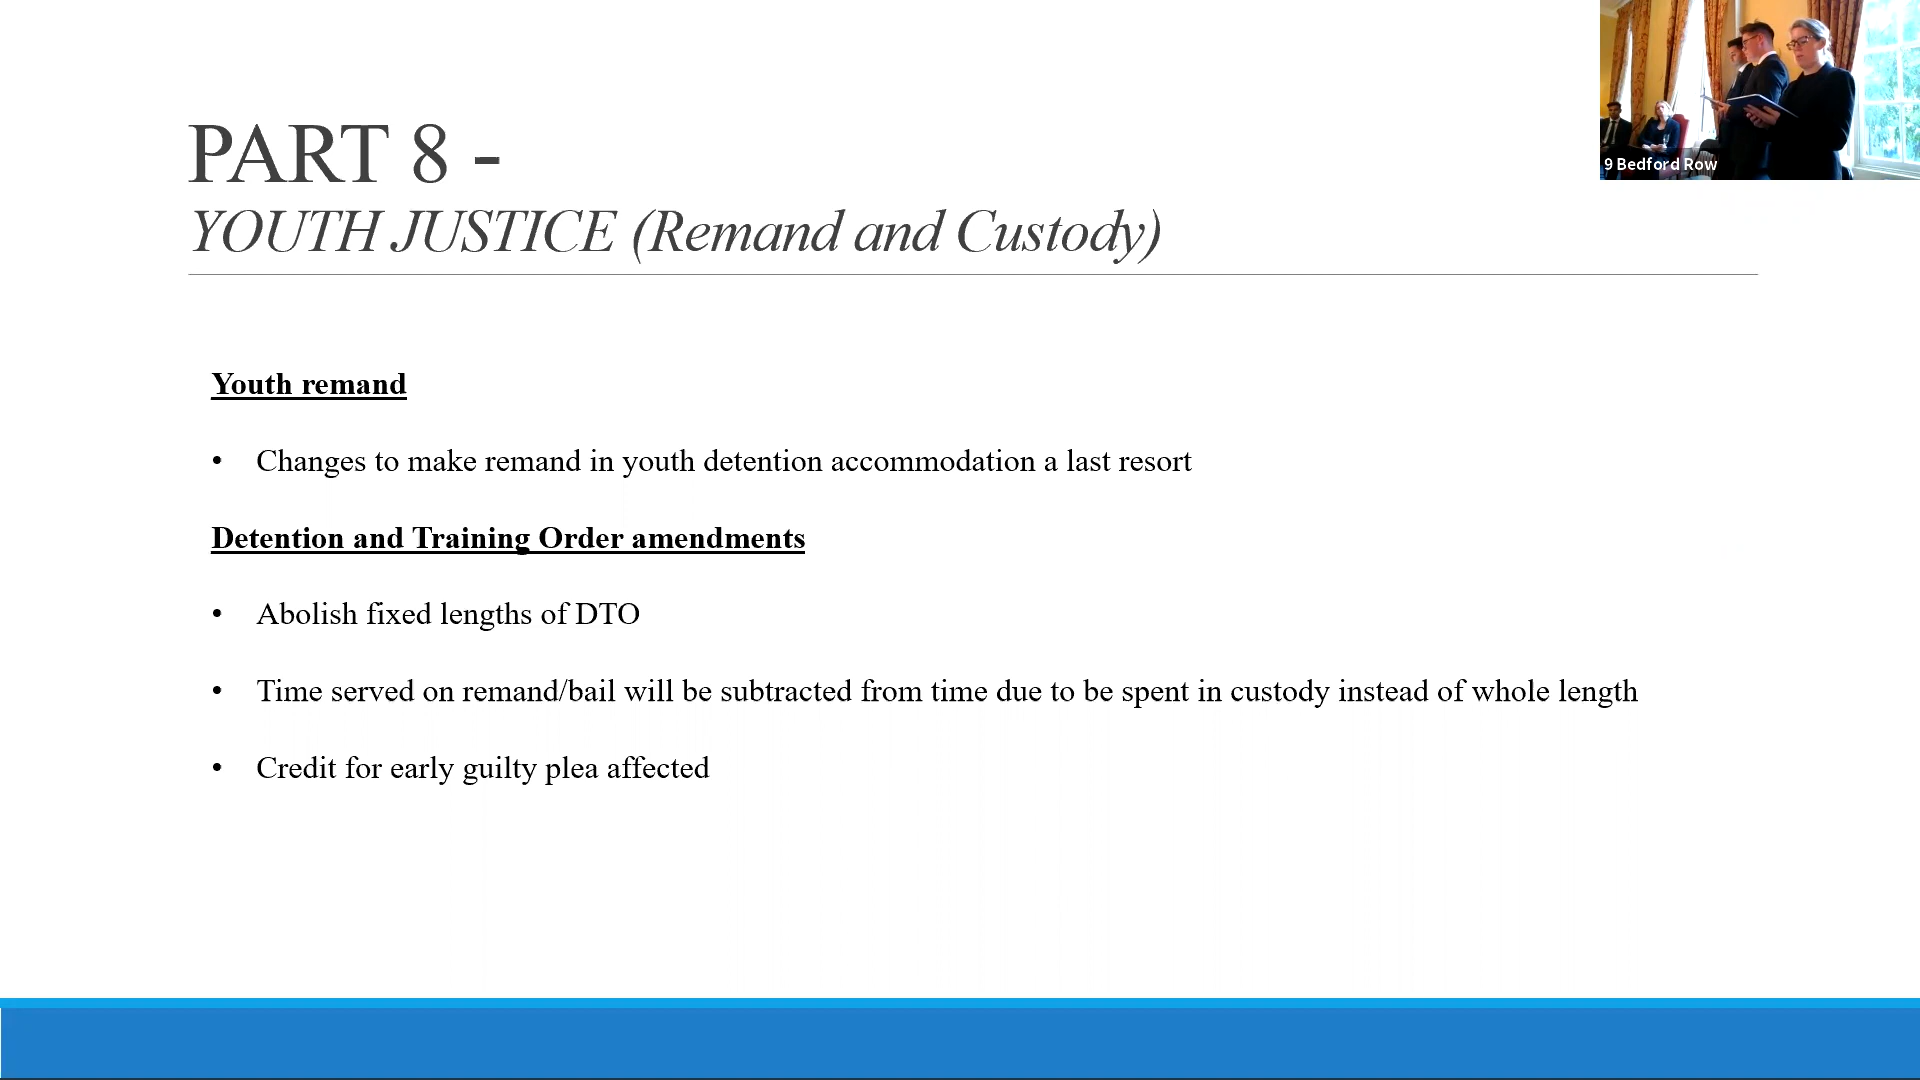 PART 8 -
YOUTH JUSTICE (Remand and Custody)
9 Bedford Row
Youth remand
• Changes to make remand in youth detention accommodation a last resort
Detention and Training Order amendments
• Abolish fixed lengths of DTO
• Time served on remand/bail will be subtracted from time due to be spent in custody instead of whole length
• Credit for early guilty plea affected